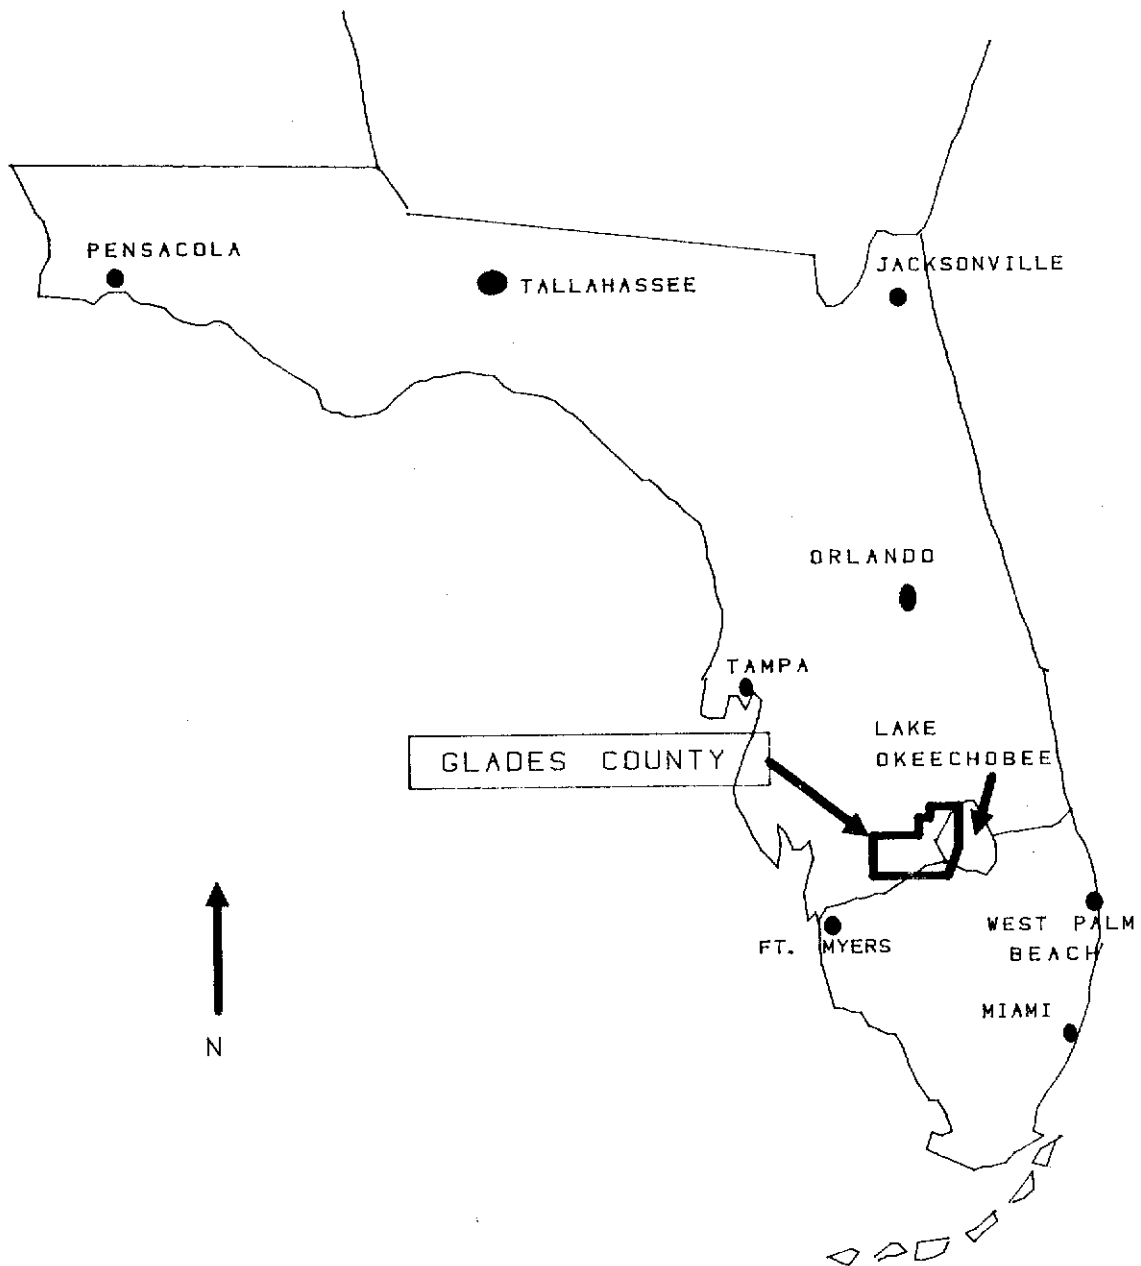 PENSACOLA
TALLAHASSEE
JACKSONVILLE
ORLANDO
TAMPA
LAKE
OKEECHOBEE
GLADES COUNTY
WEST PALM
BEACH
FT. MYERS
MIAMI
N